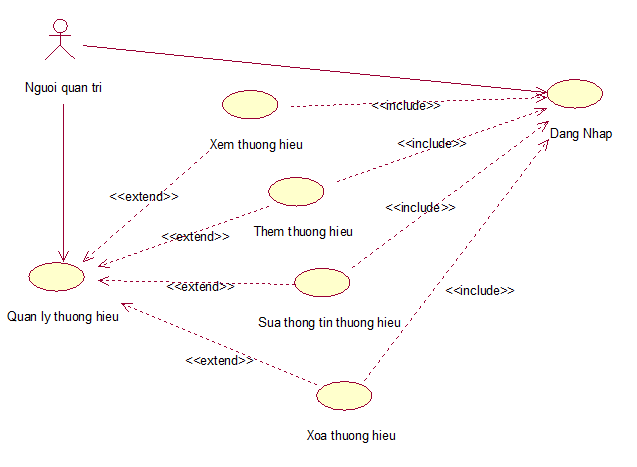 Nguoi quan tri
<<include>>
Dang Nhap
Xem thuong hieu
<<include>>
<<extend>>
<<include>>
Them thuong hieu
<<extend>>
<<extend>>
<<include>>
Quan ly thuong hieu
Sua thong tin thuong hieu
<<extend>>
Xoa thuong hieu